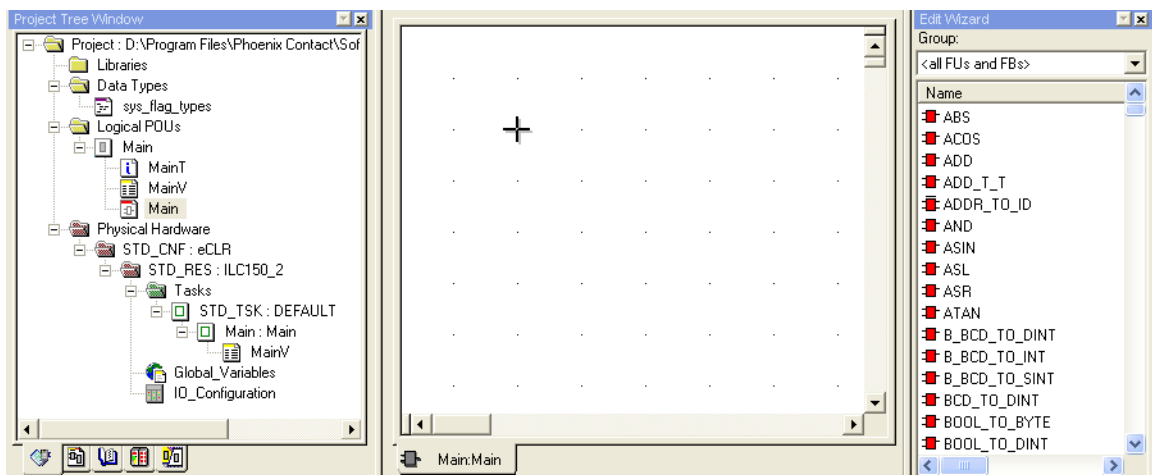 Project Tree Window
Project : D:\Program Files\Phoenix Contact\Sof
Libraries
Data Types
sys_flag_types
Logical POUs
Main
MainT
MainV
Main
Physical Hardware
STD_CNF : eCLR
STD_RES : ILC150_2
Tasks
STD_TSK : DEFAULT
Main : Main
MainV
Global_Variables
IO_Configuration
Main:Main
Edit Wizard
Group:
<all FUs and FBs>
Name
ABS
ACOS
ADD
ADD_T_T
ADDR_TO_ID
AND
ASIN
ASL
ASR
ATAN
B_BCD_TO_DINT
B_BCD_TO_INT
B_BCD_TO_SINT
BCD_TO_DINT
BOOL_TO_BYTE
BOOL_TO_DINT